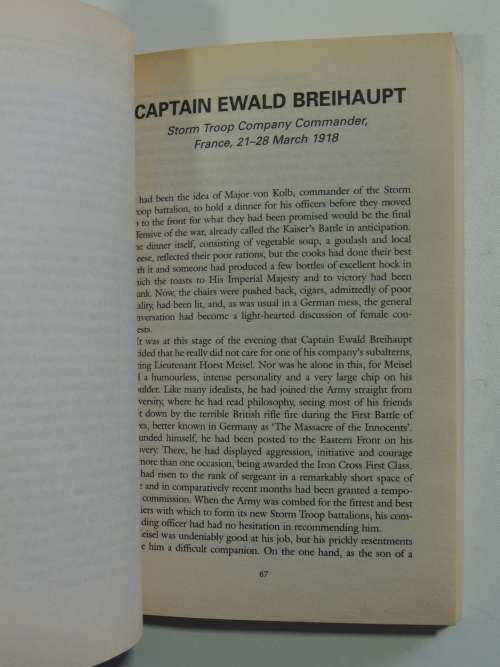 CAPTAIN EWALD BREIHAUPT
Storm Troop Company Commander,
France, 21–28 March 1918
had been the idea of Major von Kolb, commander of the Storm
oop battalion, to hold a dinner for his officers before they moved
to the front for what they had been promised would be the final
fensive of the war, already called the Kaiser's Battle in anticipation.
e dinner itself, consisting of vegetable soup, a goulash and local
eese, reflected their poor rations, but the cooks had done their best
th it and someone had produced a few bottles of excellent hock in
ich the toasts to His Imperial Majesty and to victory had been
ank. Now, the chairs were pushed back, cigars, admittedly of poor
ality, had been lit, and, as was usual in a German mess, the general
nversation had become a light-hearted discussion of female con-
ests.
It was at this stage of the evening that Captain Ewald Breihaupt
cided that he really did not care for one of his company's subalterns,
ting Lieutenant Horst Meisel. Nor was he alone in this, for Meisel
d a humourless, intense personality and a very large chip on his
oulder. Like many idealists, he had joined the Army straight from
iversity, where he had read philosophy, seeing most of his friends
ot down by the terrible British rifle fire during the First Battle of
res, better known in Germany as 'The Massacre of the Innocents'.
unded himself, he had been posted to the Eastern Front on his
overy. There, he had displayed aggression, initiative and courage
more than one occasion, being awarded the Iron Cross First Class.
had risen to the rank of sergeant in a remarkably short space of
e and in comparatively recent months had been granted a tempo-
commission. When the Army was combed for the fittest and best
iers with which to form its new Storm Troop battalions, his com-
ding officer had had no hesitation in recommending him.
eisel was undeniably good at his job, but his prickly resentments
e him a difficult companion. On the one hand, as the son of a
67